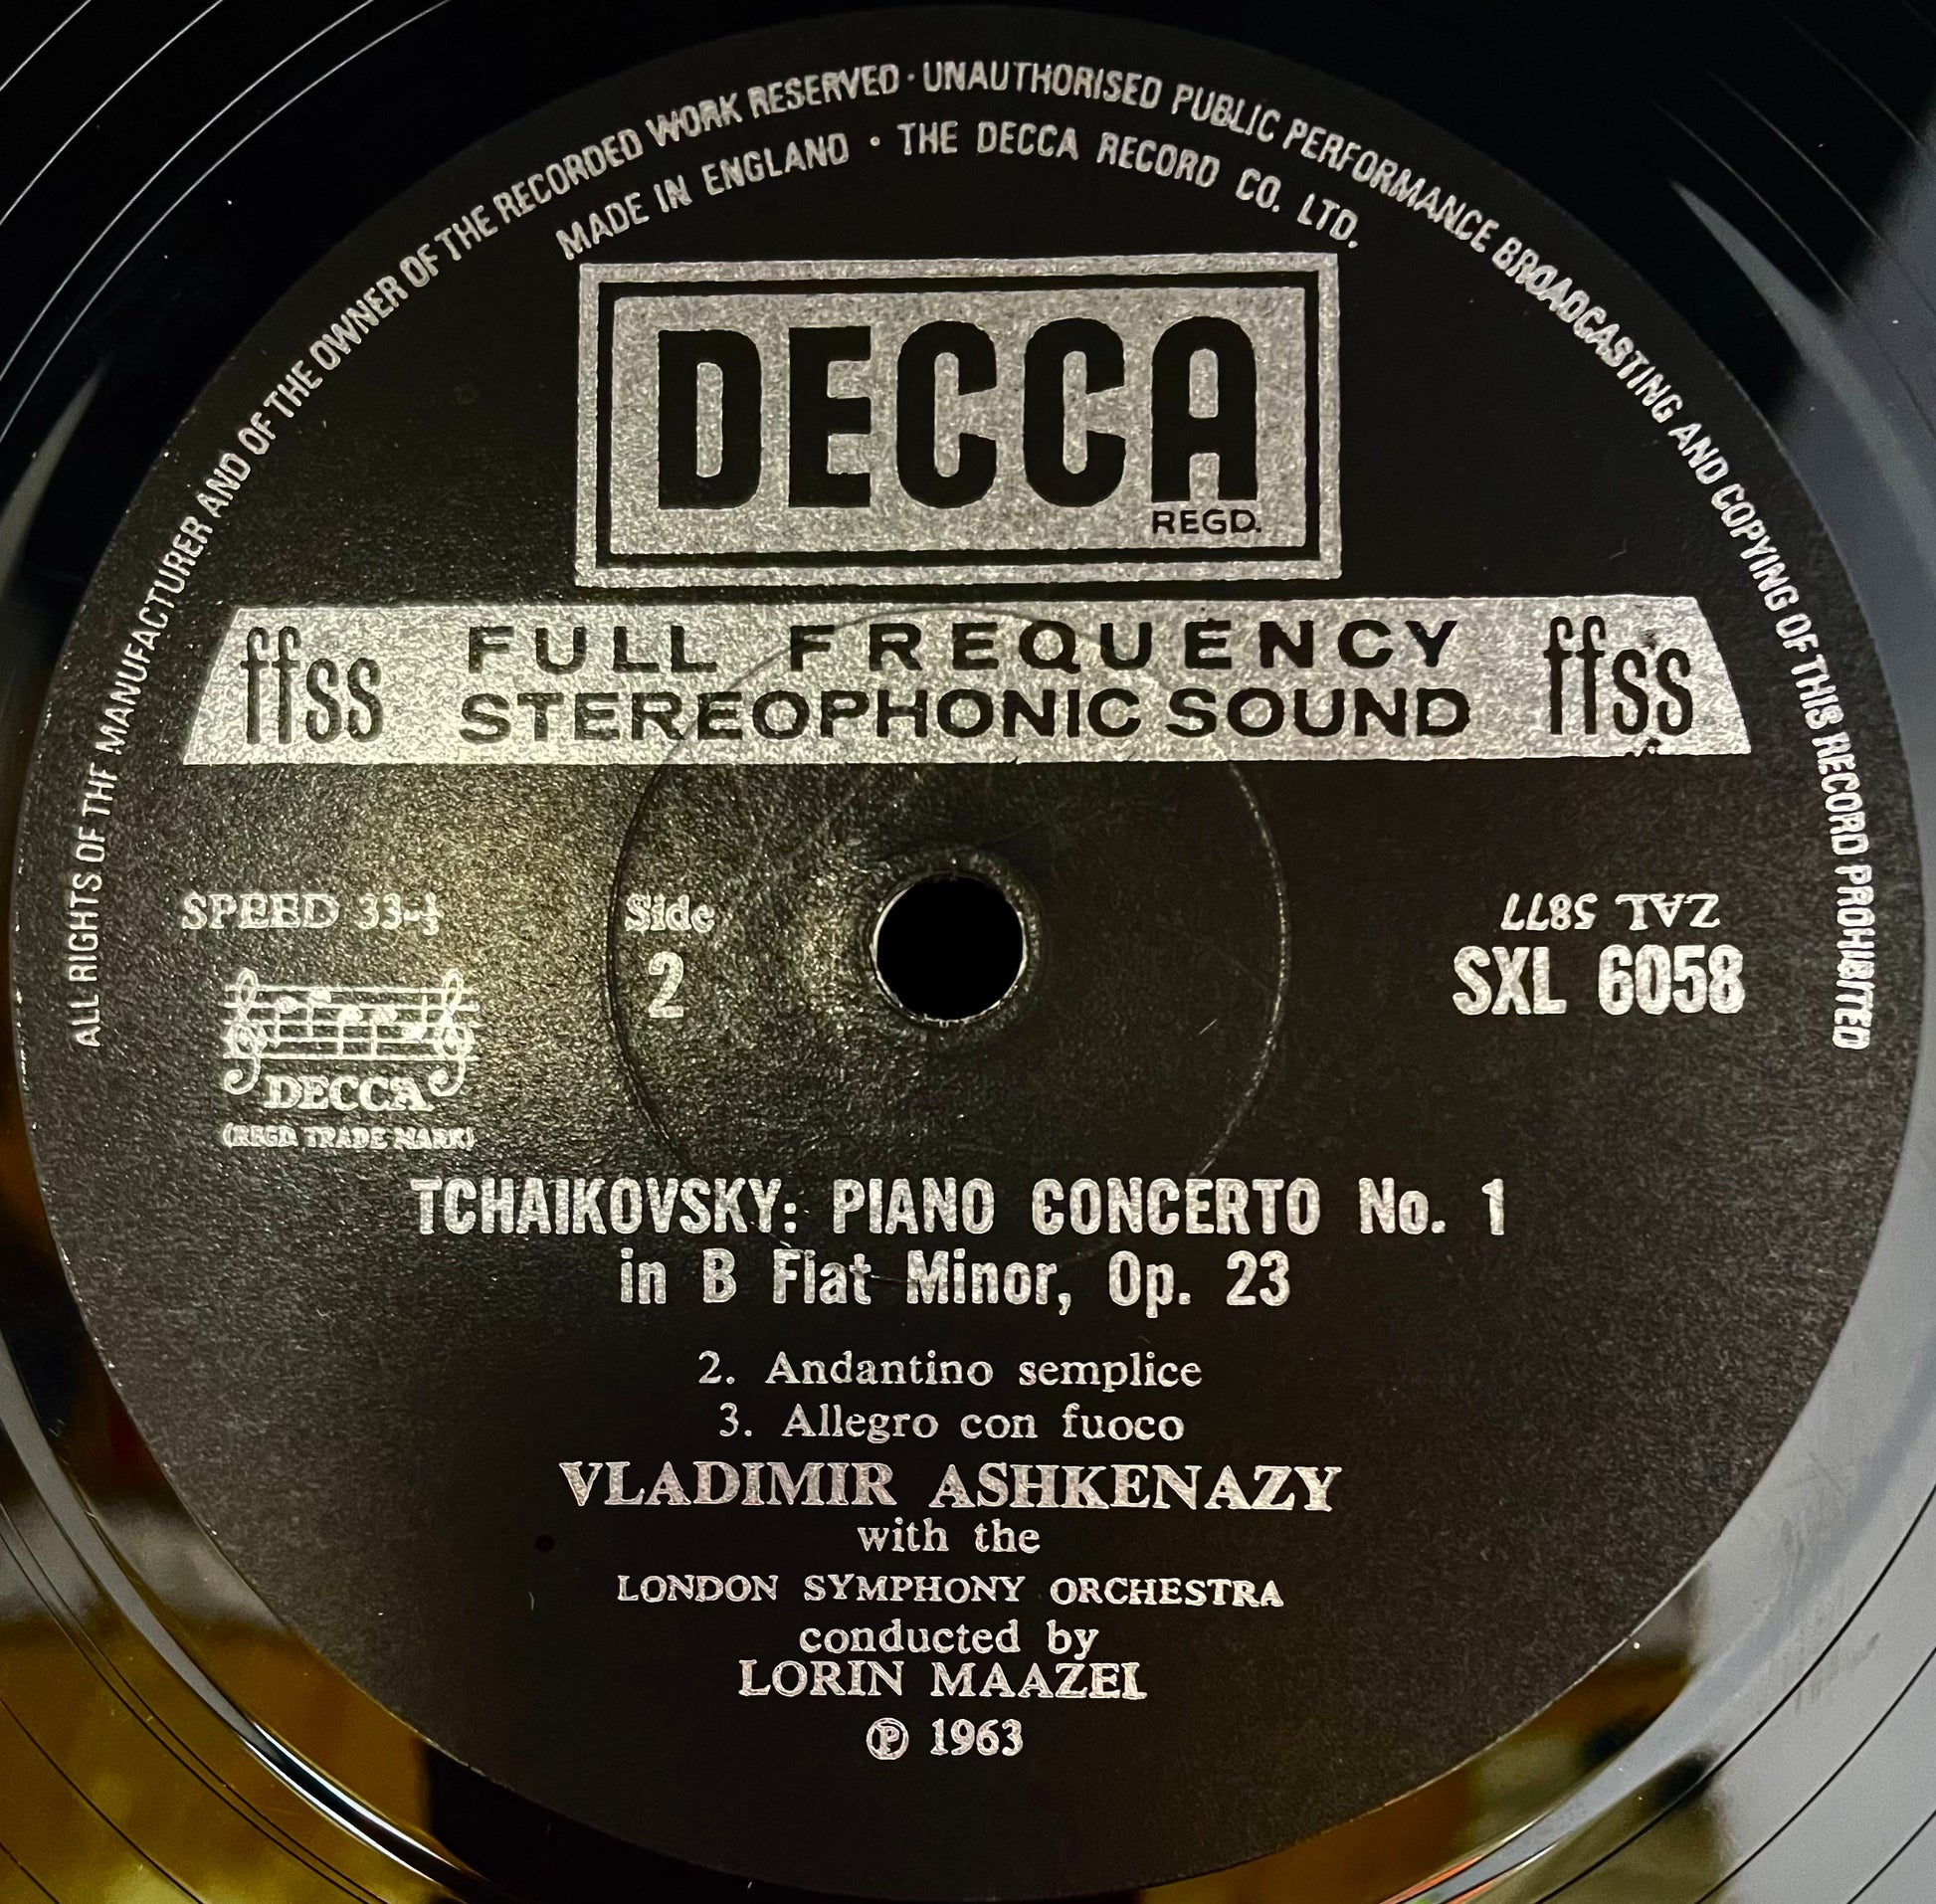 ALL RIGHTS OF THE MANUFACTURER AND OF THE OWNER OF THE RECORDED WORK RESERVED · UNAUTHORISED PUBLIC PERFORMANCE BROADCASTING AND COPYING OF THIS RECORD PROHIBITED
MADE IN ENGLAND · THE DECCA RECORD CO. LTD.
DECCA
REGD.
ffss FULL FREQUENCY STEREOPHONIC SOUND ffss
SPEED 33-⅓
Side
2
ZAL 5877
SXL 6058
DECCA
(REGD. TRADE MARK)
TCHAIKOVSKY: PIANO CONCERTO No. 1
in B Flat Minor, Op. 23
2. Andantino semplice
3. Allegro con fuoco
VLADIMIR ASHKENAZY
with the
LONDON SYMPHONY ORCHESTRA
conducted by
LORIN MAAZEL
℗ 1963